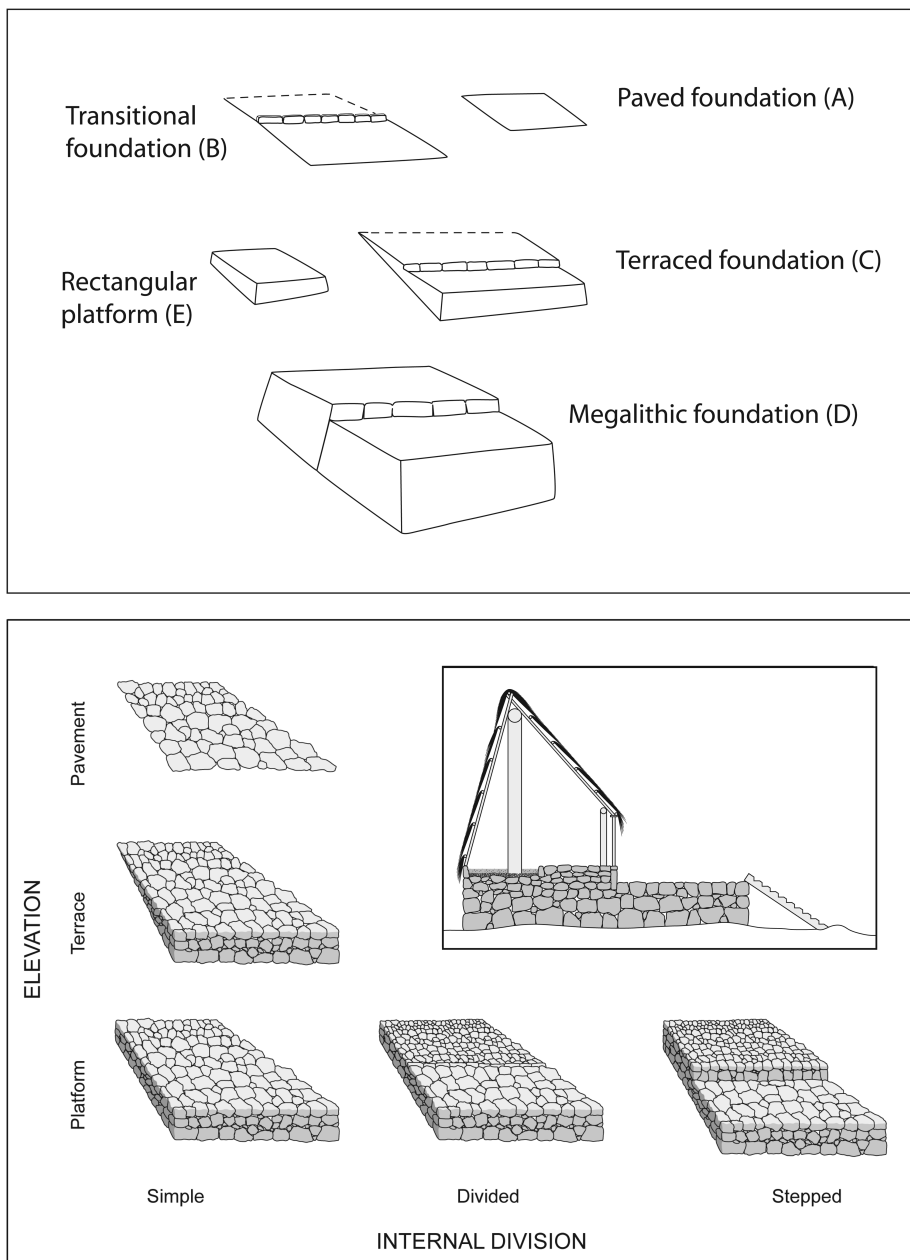 Transitional
foundation (B)
Paved foundation (A)
Rectangular
platform (E)
Terraced foundation (C)
Megalithic foundation (D)
ELEVATION
Pavement
Terrace
Platform
Simple
Divided
Stepped
INTERNAL DIVISION